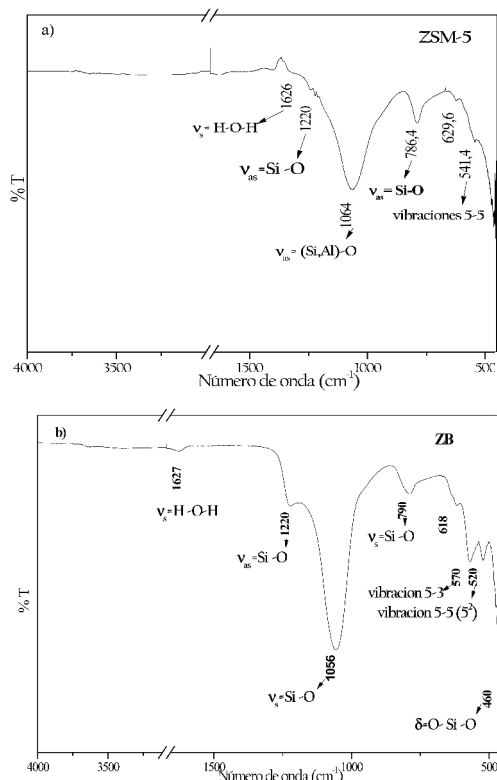 a)
ZSM-5
1626
1220
νs=H-O-H
νas=Si-O
1064
νas=(Si,Al)-O
786,4
νas=Si-O
629,6
541,4
vibraciones 5-5
% T
4000 3500 1500 1000 500
Número de onda (cm-1)
b)
ZB
1627
νs=H-O-H
1220
νas=Si-O
1056
νs=Si-O
790
νs=Si-O
618
570
520
vibracion 5-3
vibracion 5-5 (5²)
460
δ=O-Si-O
% T
4000 3500 1500 1000 500
Número de onda (cm-1)